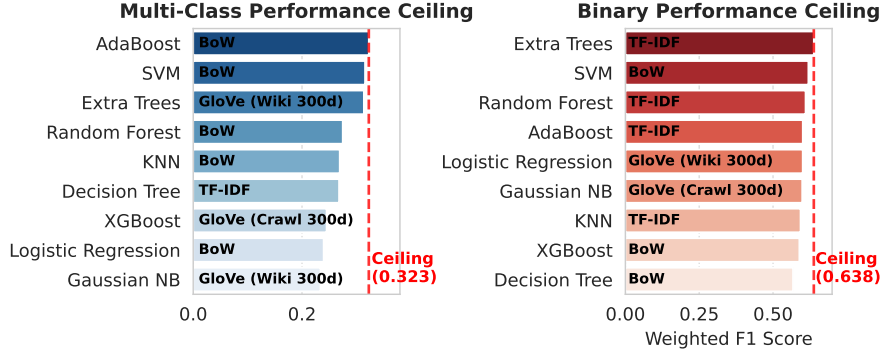 Multi-Class Performance Ceiling
AdaBoost BoW
SVM BoW
Extra Trees GloVe (Wiki 300d)
Random Forest BoW
KNN BoW
Decision Tree TF-IDF
XGBoost GloVe (Crawl 300d)
Logistic Regression BoW
Gaussian NB GloVe (Wiki 300d)
Ceiling
(0.323)
0.0 0.2
Binary Performance Ceiling
Extra Trees TF-IDF
SVM BoW
Random Forest TF-IDF
AdaBoost TF-IDF
Logistic Regression GloVe (Wiki 300d)
Gaussian NB GloVe (Crawl 300d)
KNN TF-IDF
XGBoost BoW
Decision Tree BoW
Ceiling
(0.638)
0.00 0.25 0.50
Weighted F1 Score